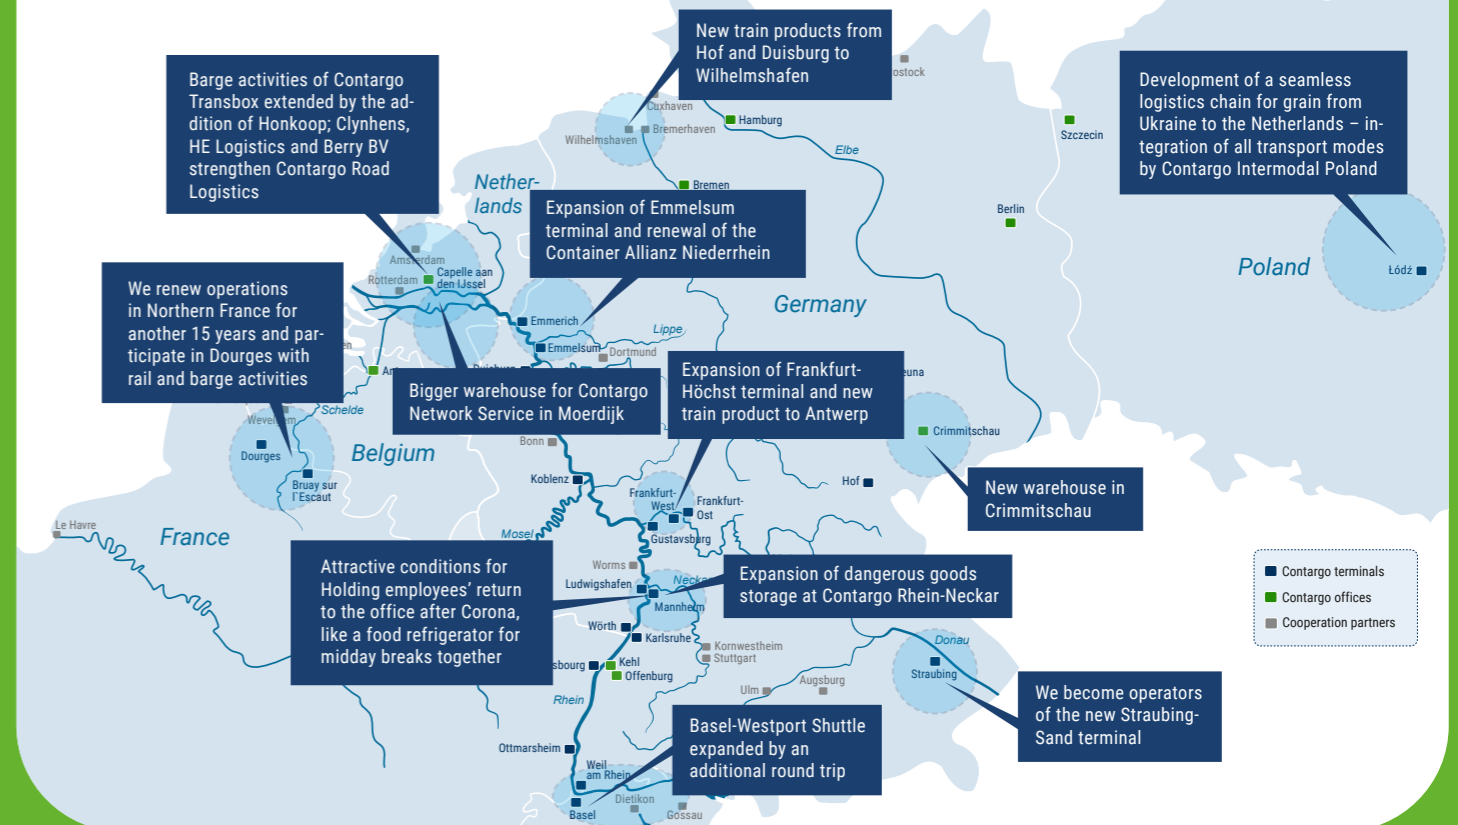 New train products from
Hof and Duisburg to
Wilhelmshafen
Barge activities of Contargo
Transbox extended by the ad-
dition of Honkoop; Clynhens,
HE Logistics and Berry BV
strengthen Contargo Road
Logistics
Development of a seamless
logistics chain for grain from
Ukraine to the Netherlands – in-
tegration of all transport modes
by Contargo Intermodal Poland
ostock
Cuxhaven
Wilhelmshaven
Bremerhaven
Hamburg
Szczecin
Elbe
Nether-
lands
Bremen
Expansion of Emmelsum
terminal and renewal of the
Container Allianz Niederrhein
Berlin
Amsterdam
Rotterdam
Capelle aan
den IJssel
Poland
Łódź
We renew operations
in Northern France for
another 15 years and par-
ticipate in Dourges with
rail and barge activities
Germany
Emmerich
Lippe
Emmelsum
Dortmund
en
Bigger warehouse for Contargo
Network Service in Moerdijk
Expansion of Frankfurt-
Höchst terminal and new
train product to Antwerp
euna
Schelde
Wevelgem
Dourges
Belgium
Bonn
Crimmitschau
Bruay sur
l`Escaut
Koblenz
Hof
New warehouse in
Crimmitschau
Frankfurt-
West
Frankfurt-
Ost
Le Havre
France
Mosel
Gustavsburg
Attractive conditions for
Holding employees’ return
to the office after Corona,
like a food refrigerator for
midday breaks together
Worms
Ludwigshafen
Neckar
Mannheim
Expansion of dangerous goods
storage at Contargo Rhein-Neckar
Contargo terminals
Contargo offices
Cooperation partners
Wörth
Karlsruhe
Kornwestheim
Stuttgart
Donau
sbourg
Kehl
Offenburg
Straubing
Ulm
Augsburg
Rhein
We become operators
of the new Straubing-
Sand terminal
Basel-Westport Shuttle
expanded by an
additional round trip
Ottmarsheim
Weil
am Rhein
Basel
Dietikon
Gossau